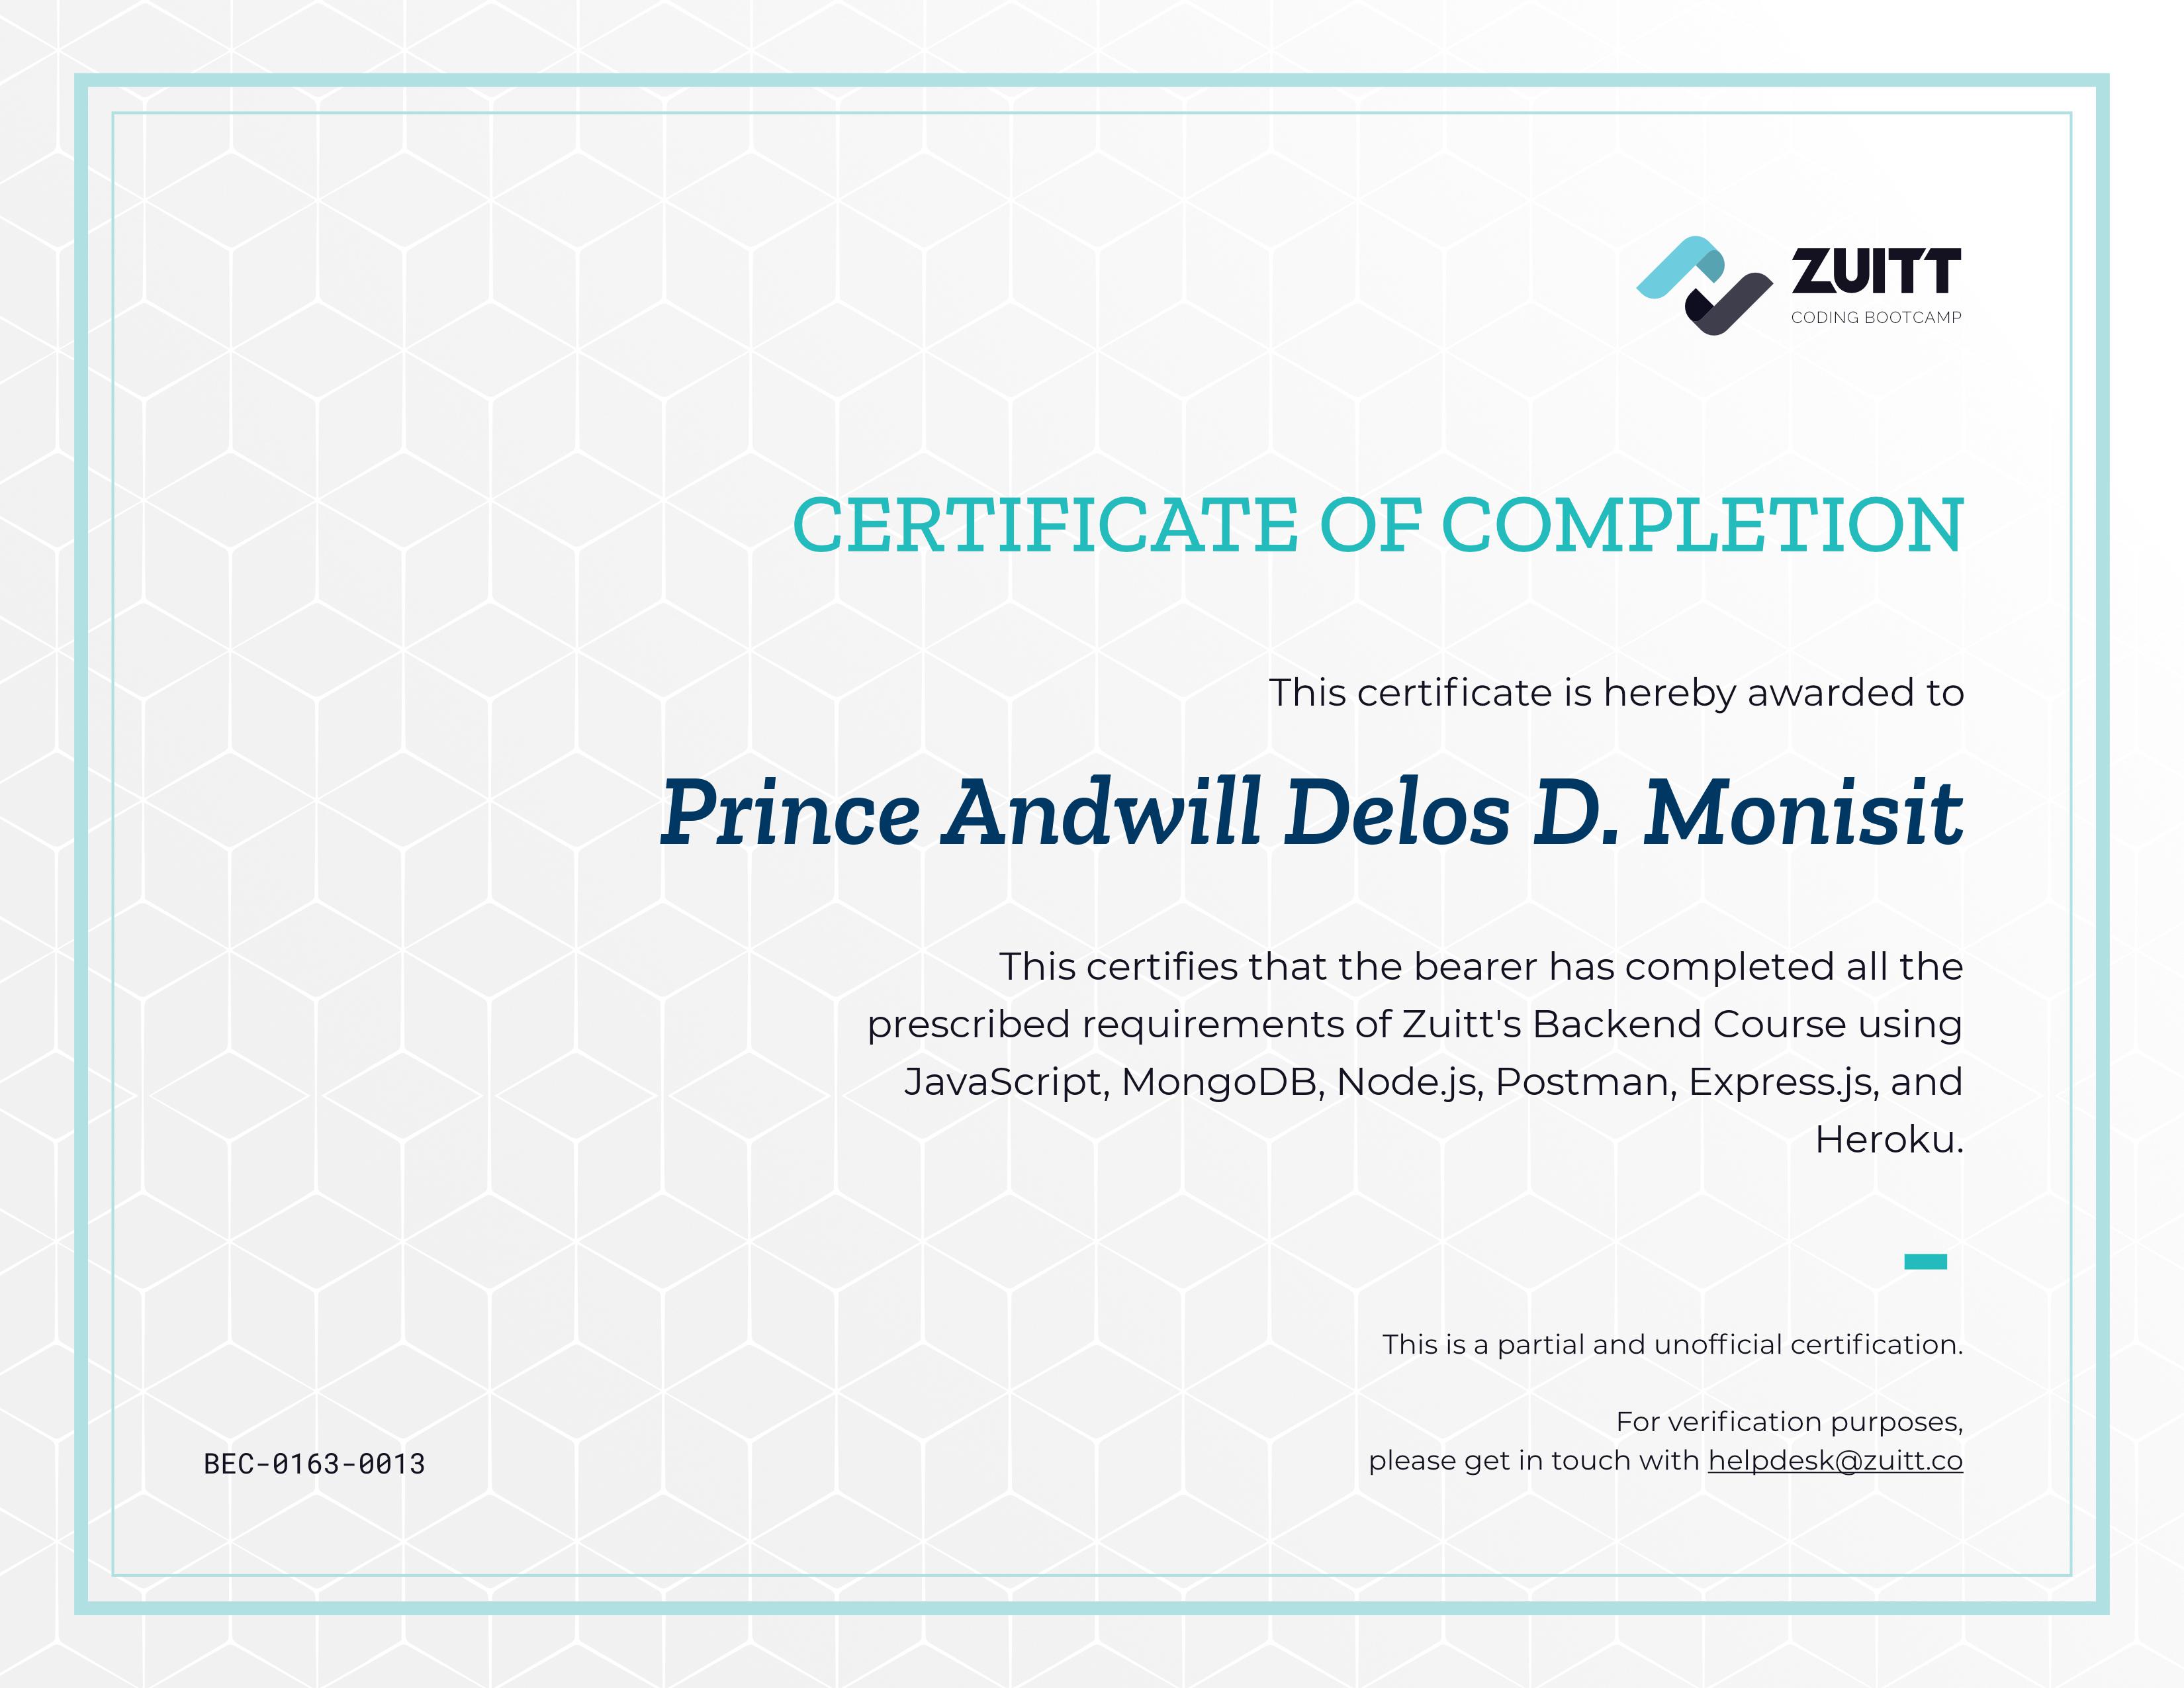 ZUITT
CODING BOOTCAMP
CERTIFICATE OF COMPLETION
This certificate is hereby awarded to
Prince Andwill Delos D. Monisit
This certifies that the bearer has completed all the
prescribed requirements of Zuitt's Backend Course using
JavaScript, MongoDB, Node.js, Postman, Express.js, and
Heroku.
This is a partial and unofficial certification.
For verification purposes,
please get in touch with helpdesk@zuitt.co
BEC-0163-0013